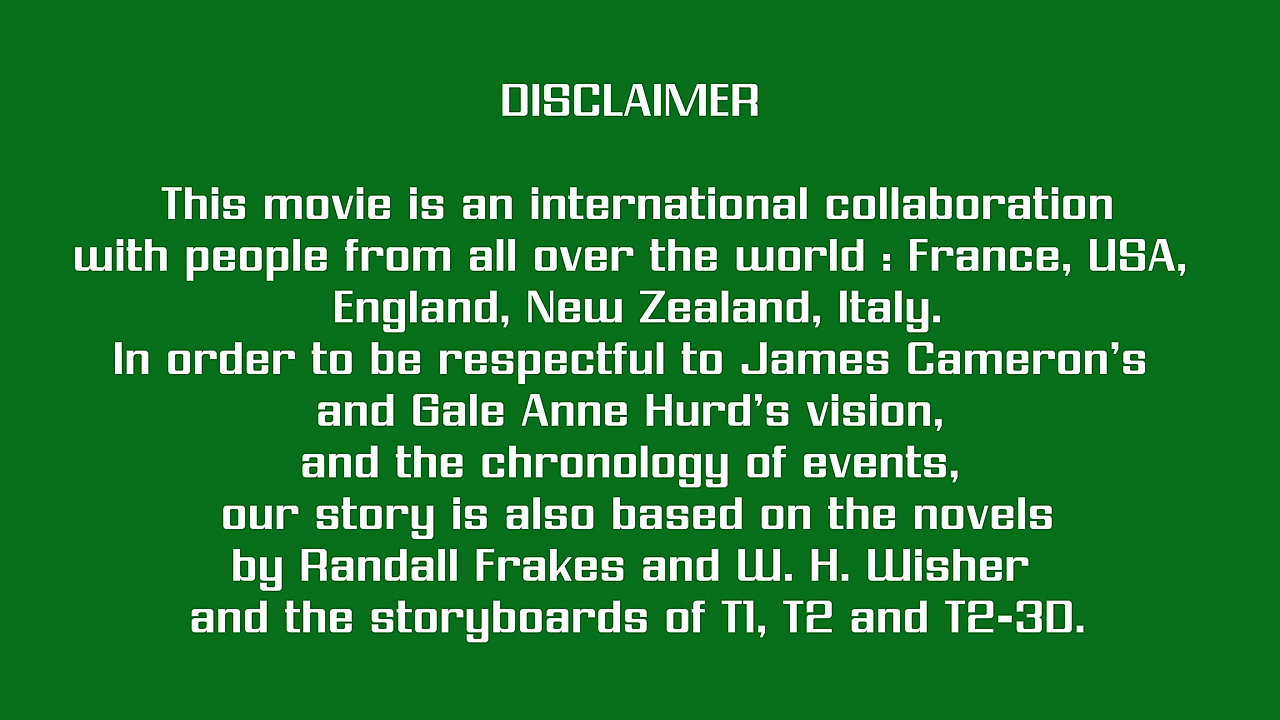 DISCLAIMER
This movie is an international collaboration
with people from all over the world : France, USA,
England, New Zealand, Italy.
In order to be respectful to James Cameron’s
and Gale Anne Hurd’s vision,
and the chronology of events,
our story is also based on the novels
by Randall Frakes and W. H. Wisher
and the storyboards of T1, T2 and T2-3D.